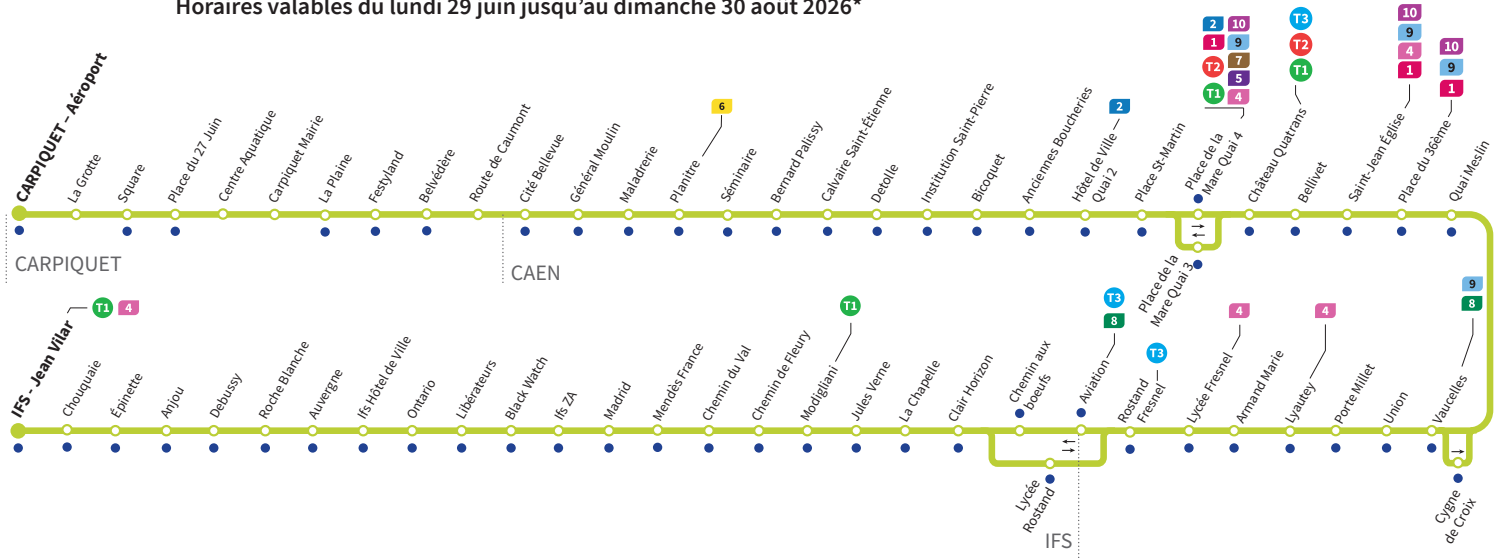 Horaires valables du lundi 29 juin jusqu'au dimanche 30 août 2026*
CARPIQUET – Aéroport
La Grotte
Square
Place du 27 Juin
Centre Aquatique
Carpiquet Mairie
La Plaine
Festyland
Belvédère
Route de Caumont
Cité Bellevue
Général Moulin
Maladrerie
Planitre
6
Séminaire
Bernard Palissy
Calvaire Saint-Étienne
Detolle
Institution Saint-Pierre
Bicoquet
Anciennes Boucheries
Hôtel de Ville
Quai 2
2
Place St-Martin
Place de la
Mare Quai 4
2 10
1 9
T2 7
5
T1 4
Place de la
Mare Quai 3
Château Quatrans
T3
T2
T1
Bellivet
Saint-Jean Église
10
9
4
1
Place du 36ème
10
9
1
Quai Meslin
CARPIQUET
CAEN
IFS - Jean Vilar
T1 4
Chouquaie
Épinette
Anjou
Debussy
Roche Blanche
Auvergne
Ifs Hôtel de Ville
Ontario
Libérateurs
Black Watch
Ifs ZA
Madrid
Mendès France
Chemin du Val
Chemin de Fleury
Modigliani
T1
Jules Verne
La Chapelle
Clair Horizon
Chemin aux
boeufs
Lycée
Rostand
Aviation
T3
8
Rostand
Fresnel
T3
Lycée Fresnel
4
Armand Marie
Lyautey
4
Porte Millet
Union
Vaucelles
9
8
Cygne
de Croix
IFS